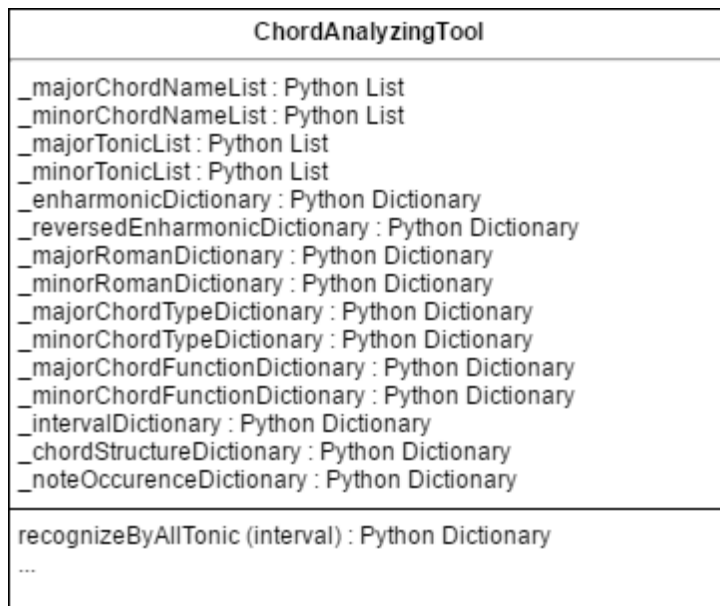 ChordAnalyzingTool
_majorChordNameList : Python List
_minorChordNameList : Python List
_majorTonicList : Python List
_minorTonicList : Python List
_enharmonicDictionary : Python Dictionary
_reversedEnharmonicDictionary : Python Dictionary
_majorRomanDictionary : Python Dictionary
_minorRomanDictionary : Python Dictionary
_majorChordTypeDictionary : Python Dictionary
_minorChordTypeDictionary : Python Dictionary
_majorChordFunctionDictionary : Python Dictionary
_minorChordFunctionDictionary : Python Dictionary
_intervalDictionary : Python Dictionary
_chordStructureDictionary : Python Dictionary
_noteOccurenceDictionary : Python Dictionary
recognizeByAllTonic (interval) : Python Dictionary
...